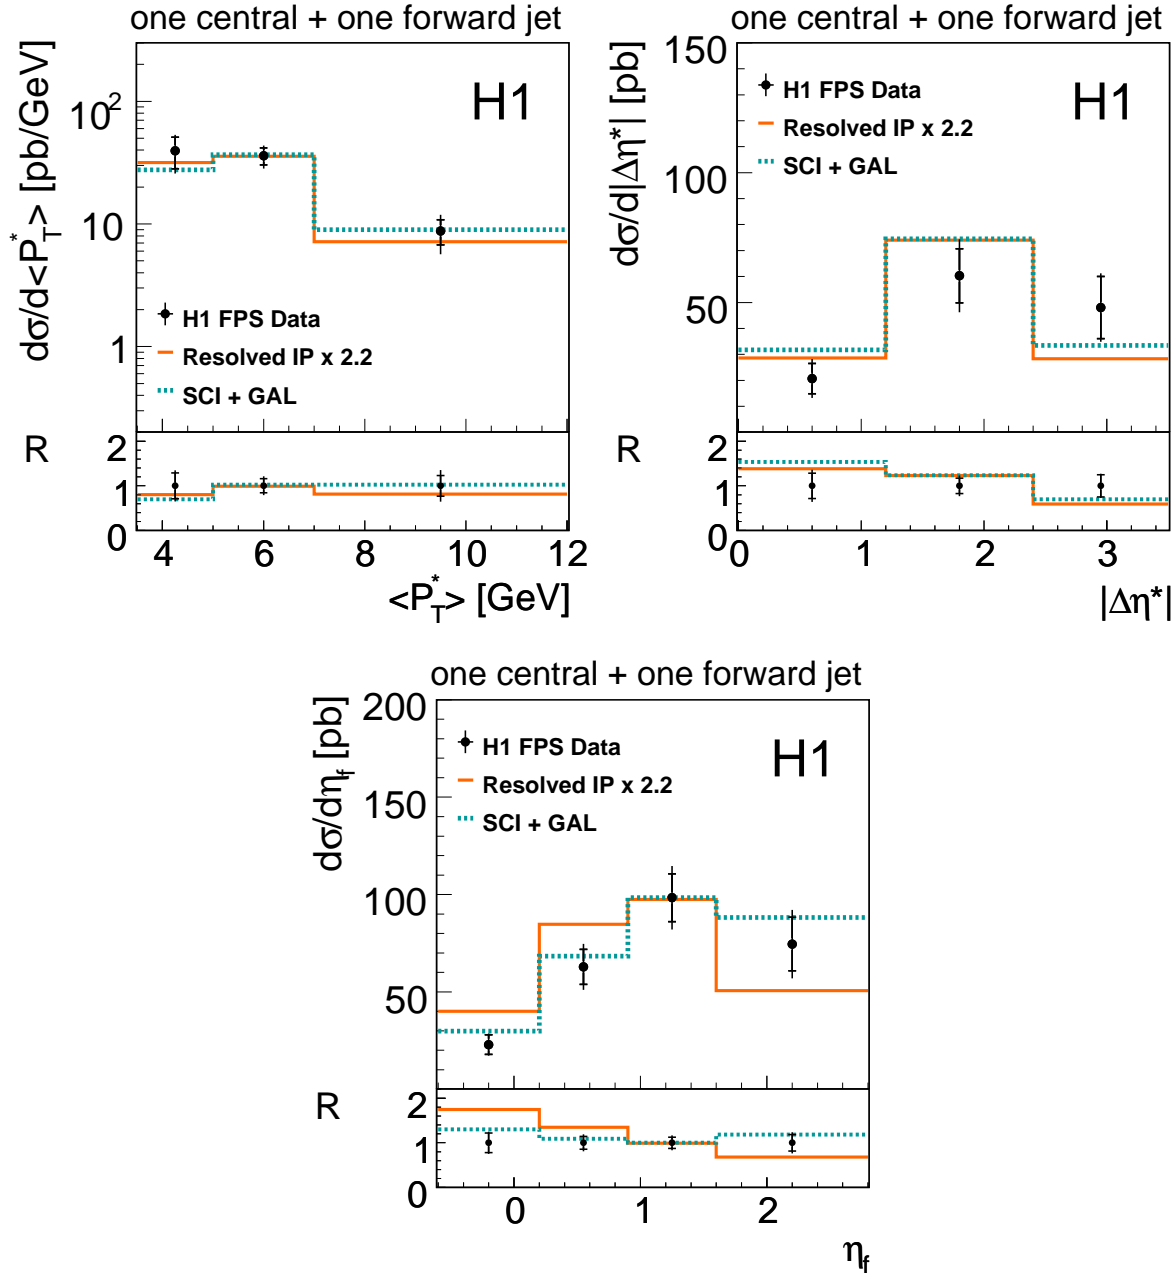 one central + one forward jet
dσ/d<P*T> [pb/GeV]
10²
10
1
H1
H1 FPS Data
Resolved IP x 2.2
SCI + GAL
R
2
1
0
4 6 8 10 12
<P*T> [GeV]
one central + one forward jet
dσ/d|Δη*| [pb]
150
100
50
H1
H1 FPS Data
Resolved IP x 2.2
SCI + GAL
R
2
1
0
0 1 2 3
|Δη*|
one central + one forward jet
dσ/dηf [pb]
200
150
100
50
H1
H1 FPS Data
Resolved IP x 2.2
SCI + GAL
R
2
1
0
0 1 2
ηf